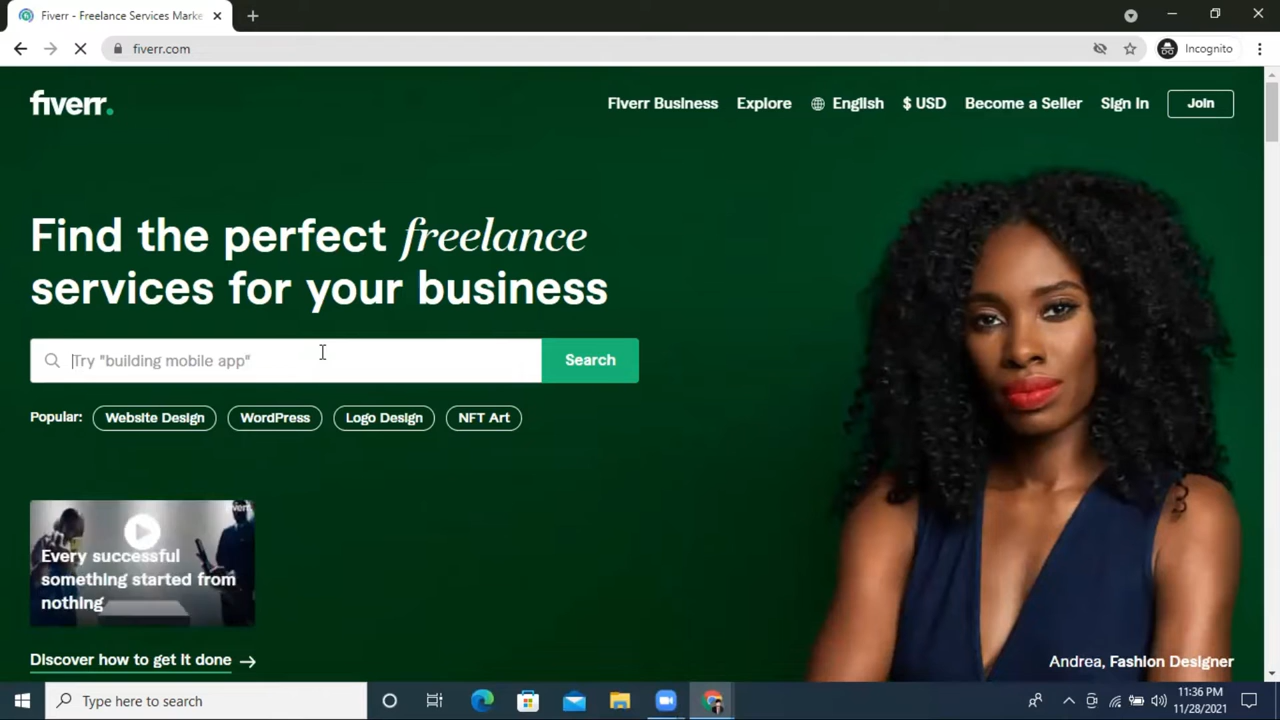 Fiverr - Freelance Services Marke
fiverr.com
Incognito
fiverr.
Fiverr Business
Explore
English
$ USD
Become a Seller
Sign In
Join
Find the perfect freelance
services for your business
Try "building mobile app"
Search
Popular:
Website Design
WordPress
Logo Design
NFT Art
fiverr.
Every successful
something started from
nothing
Discover how to get it done
Andrea, Fashion Designer
Type here to search
11:36 PM
11/28/2021